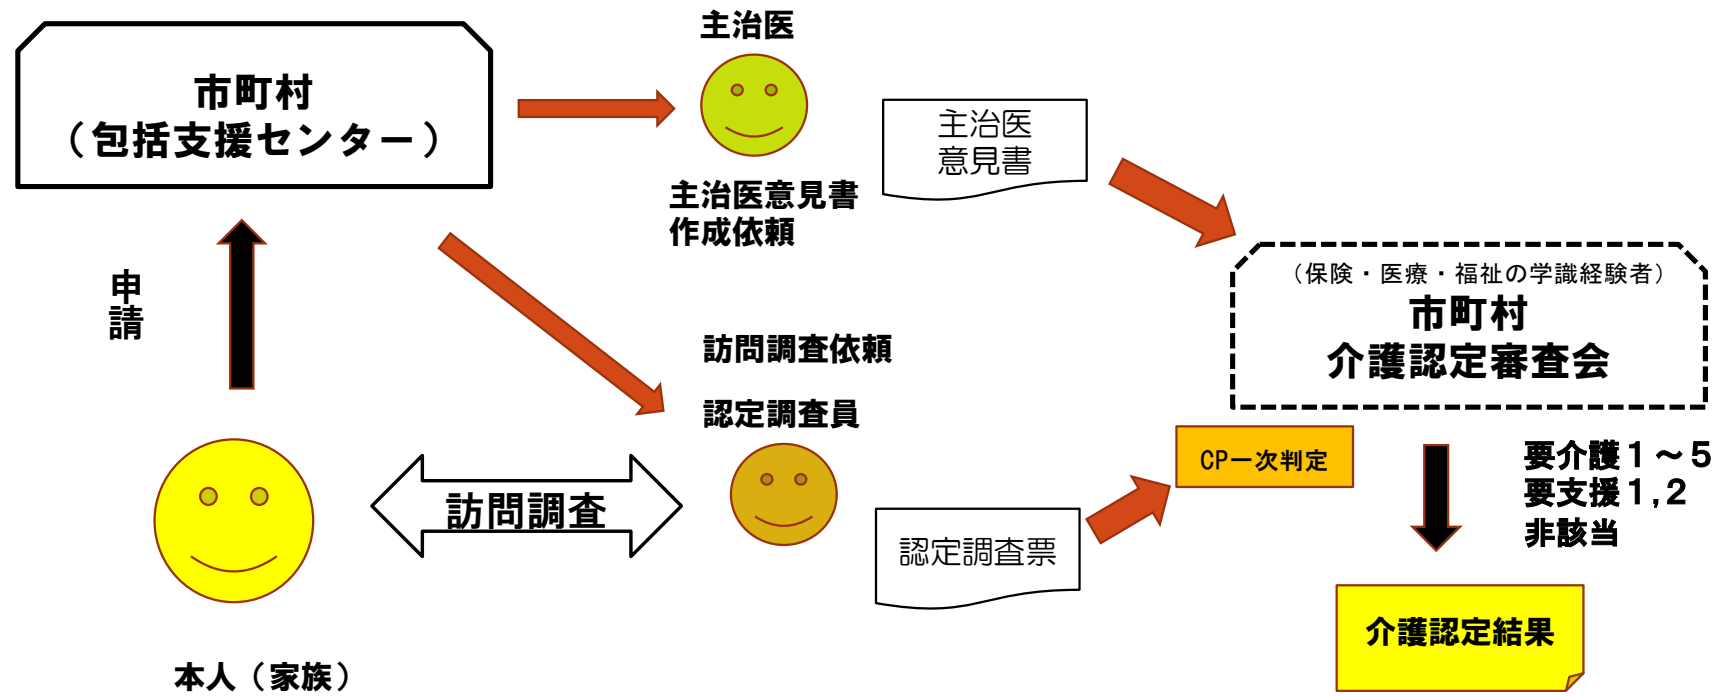 市町村
（包括支援センター）
主治医
主治医意見書
作成依頼
主治医
意見書
申請
訪問調査依頼
認定調査員
訪問調査
認定調査票
本人（家族）
（保険・医療・福祉の学識経験者）
市町村
介護認定審査会
CP一次判定
要介護１～５
要支援１,２
非該当
介護認定結果